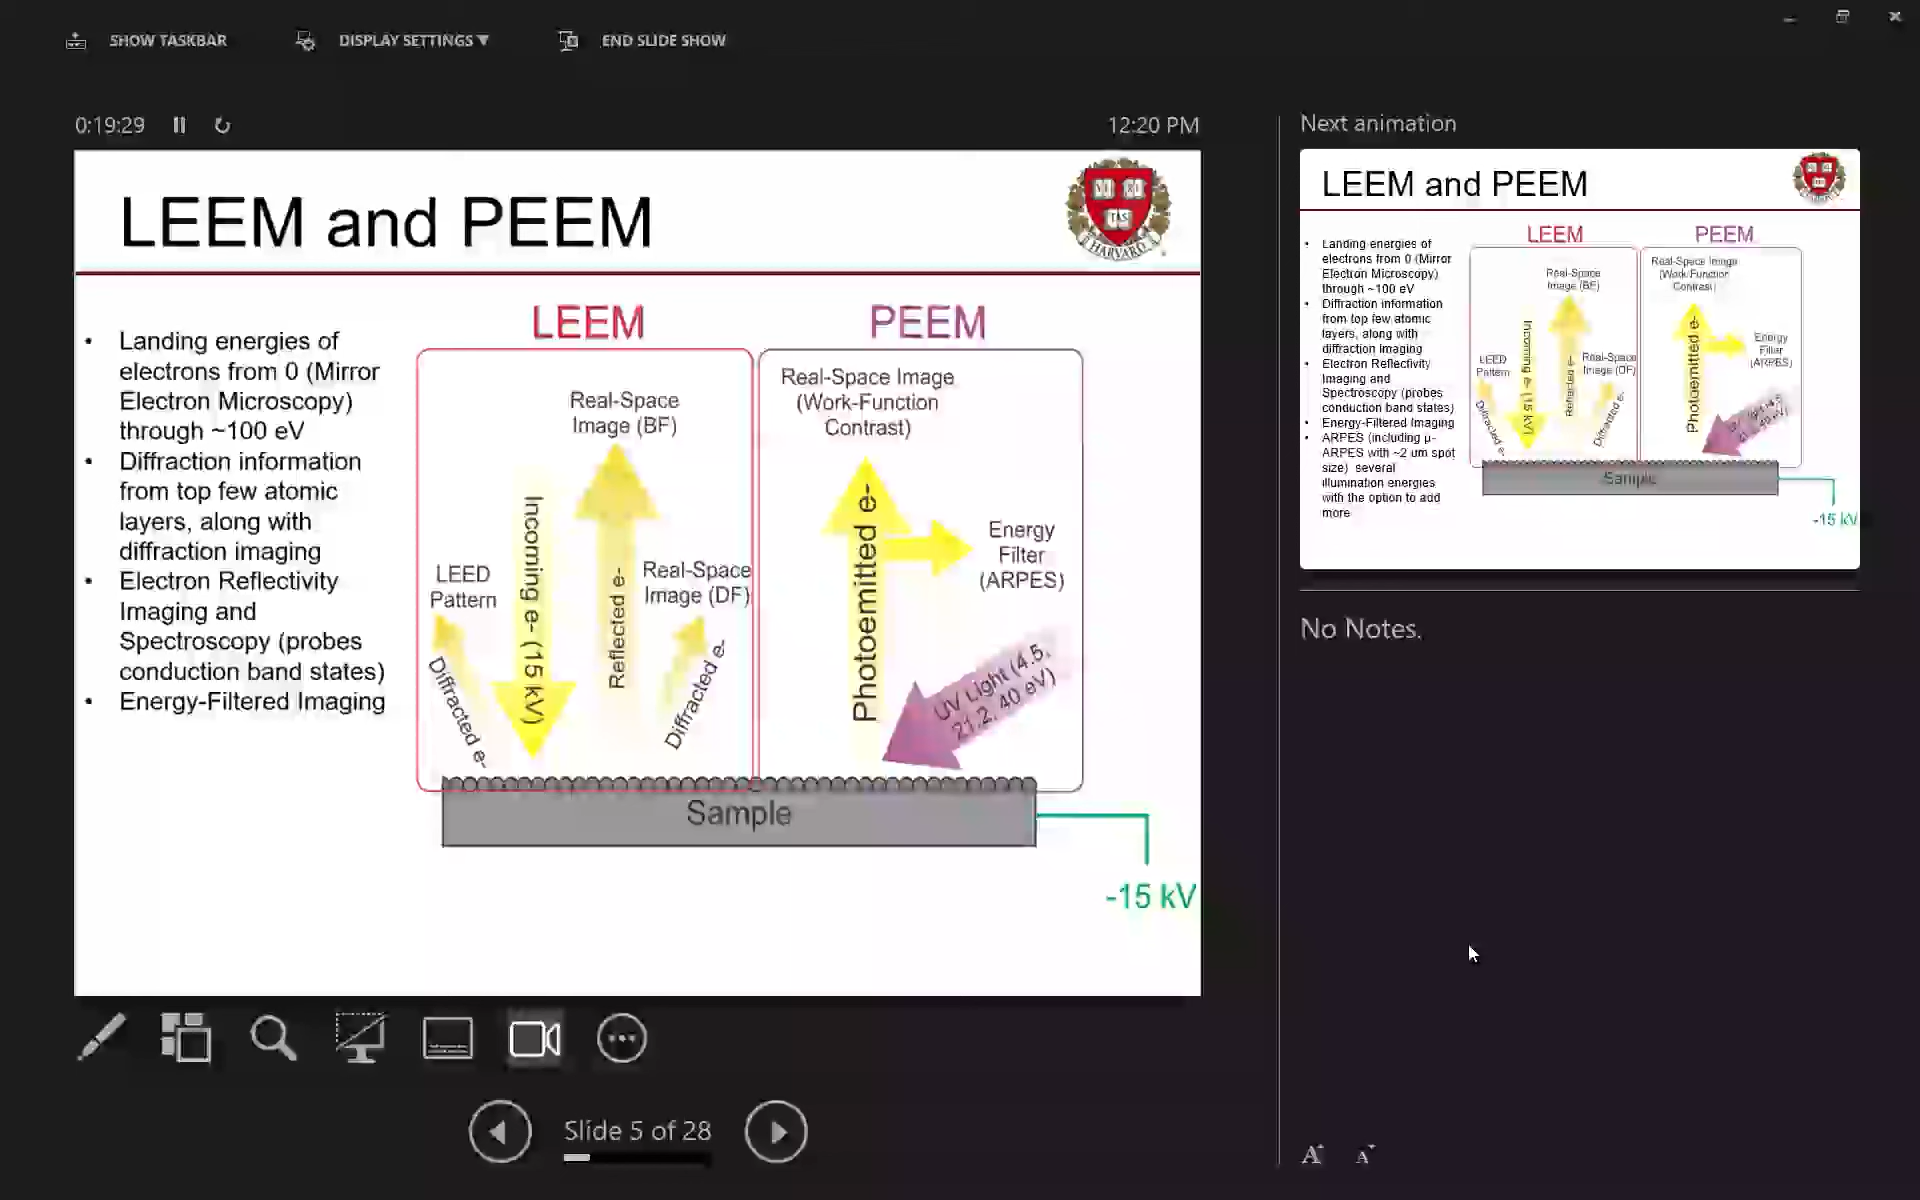 SHOW TASKBAR
DISPLAY SETTINGS ▼
END SLIDE SHOW
0:19:29
12:20 PM
LEEM and PEEM
HARVARD
• Landing energies of
electrons from 0 (Mirror
Electron Microscopy)
through ~100 eV
• Diffraction information
from top few atomic
layers, along with
diffraction imaging
• Electron Reflectivity
Imaging and
Spectroscopy (probes
conduction band states)
• Energy-Filtered Imaging
LEEM
Real-Space
Image (BF)
LEED
Pattern
Real-Space
Image (DF)
Diffracted e-
Incoming e- (15 kV)
Reflected e-
Diffracted e-
PEEM
Real-Space Image
(Work-Function
Contrast)
Photoemitted e-
Energy
Filter
(ARPES)
UV Light (4.5,
21.2, 40 eV)
Sample
-15 kV
Slide 5 of 28
Next animation
LEEM and PEEM
• Landing energies of
electrons from 0 (Mirror
Electron Microscopy)
through ~100 eV
• Diffraction information
from top few atomic
layers, along with
diffraction imaging
• Electron Reflectivity
Imaging and
Spectroscopy (probes
conduction band states)
• Energy-Filtered Imaging
• ARPES (including µ-
ARPES with ~2 um spot
size) several
illumination energies
with the option to add
more
LEEM
Real-Space
Image (BF)
LEED
Pattern
Real-Space
Image (DF)
Diffracted e-
Incoming e- (15 kV)
Reflected e-
Diffracted e-
PEEM
Real-Space Image
(Work-Function
Contrast)
Photoemitted e-
Energy
Filter
(ARPES)
Sample
-15 kV
No Notes.
A
A